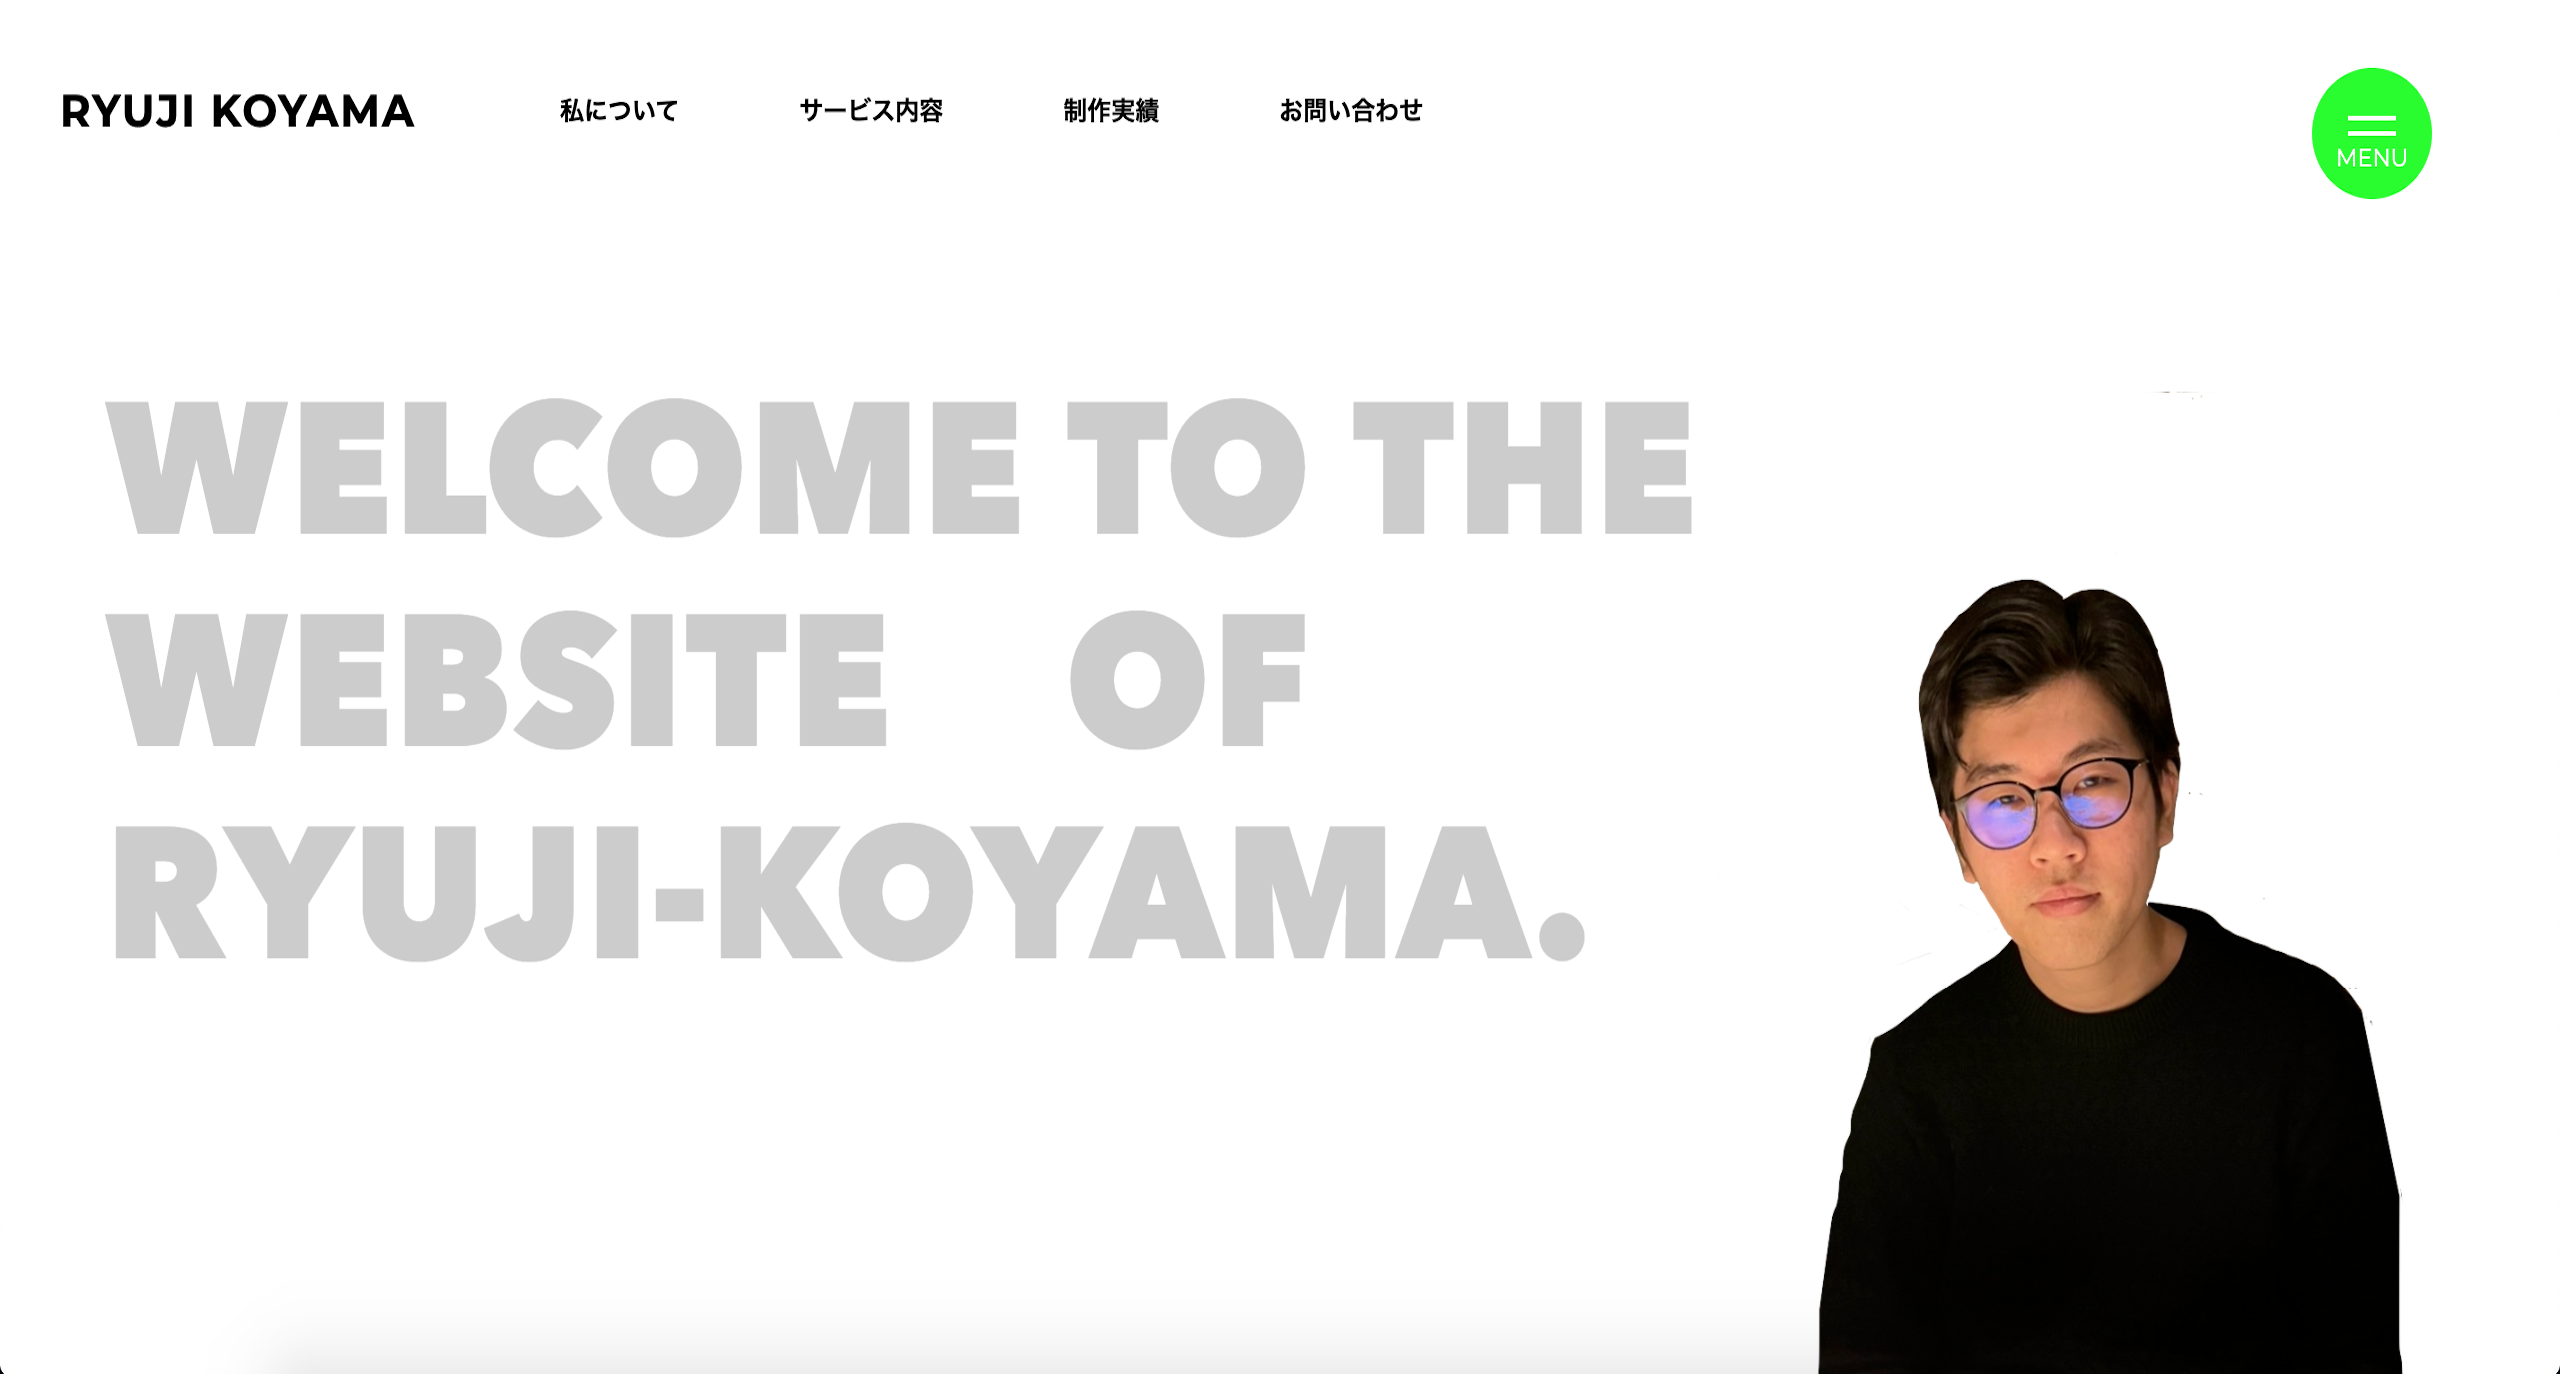 RYUJI KOYAMA
私について
サービス内容
制作実績
お問い合わせ
MENU
WELCOME TO THE
WEBSITE OF
RYUJI-KOYAMA.